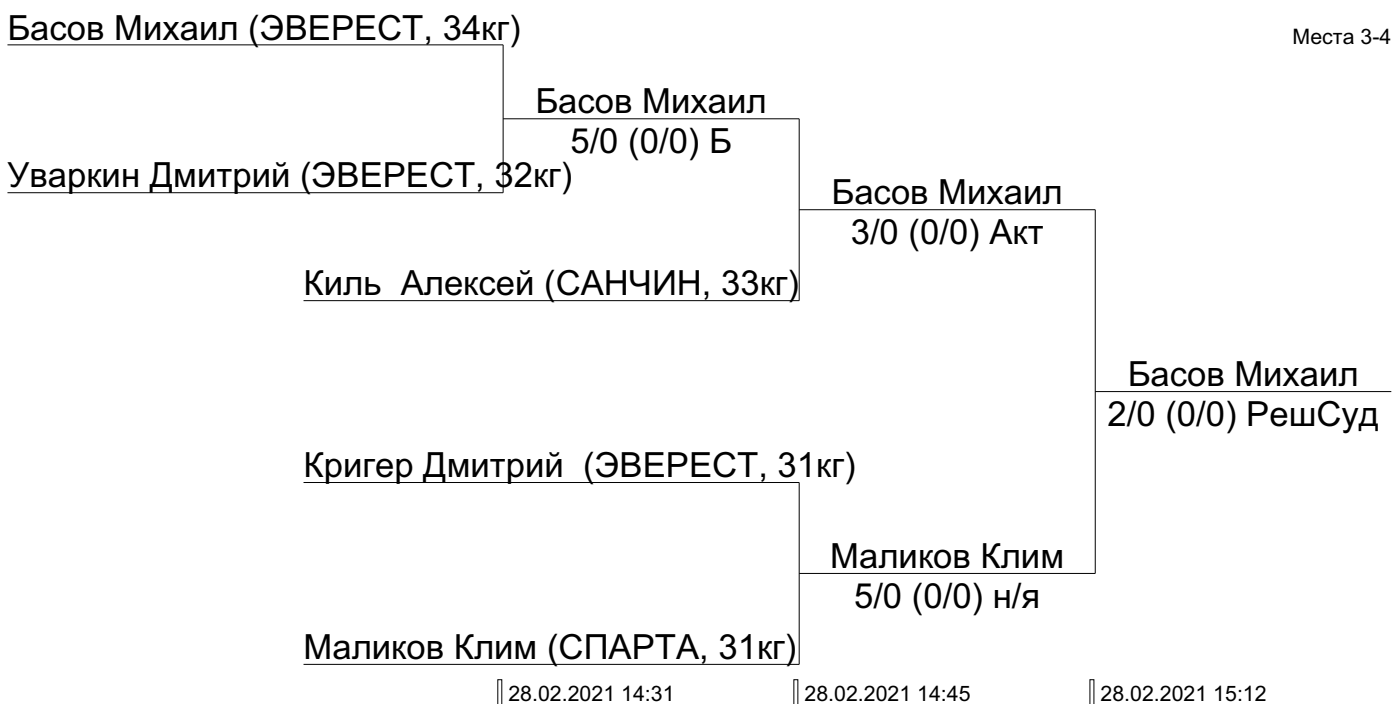 Басов Михаил (ЭВЕРЕСТ, 34кг)
Места 3-4
Басов Михаил
5/0 (0/0) Б
Уваркин Дмитрий (ЭВЕРЕСТ, 32кг)
Басов Михаил
3/0 (0/0) Акт
Киль  Алексей (САНЧИН, 33кг)
Басов Михаил
2/0 (0/0) РешСуд
Кригер Дмитрий  (ЭВЕРЕСТ, 31кг)
Маликов Клим
5/0 (0/0) н/я
Маликов Клим (СПАРТА, 31кг)
28.02.2021 14:31
28.02.2021 14:45
28.02.2021 15:12